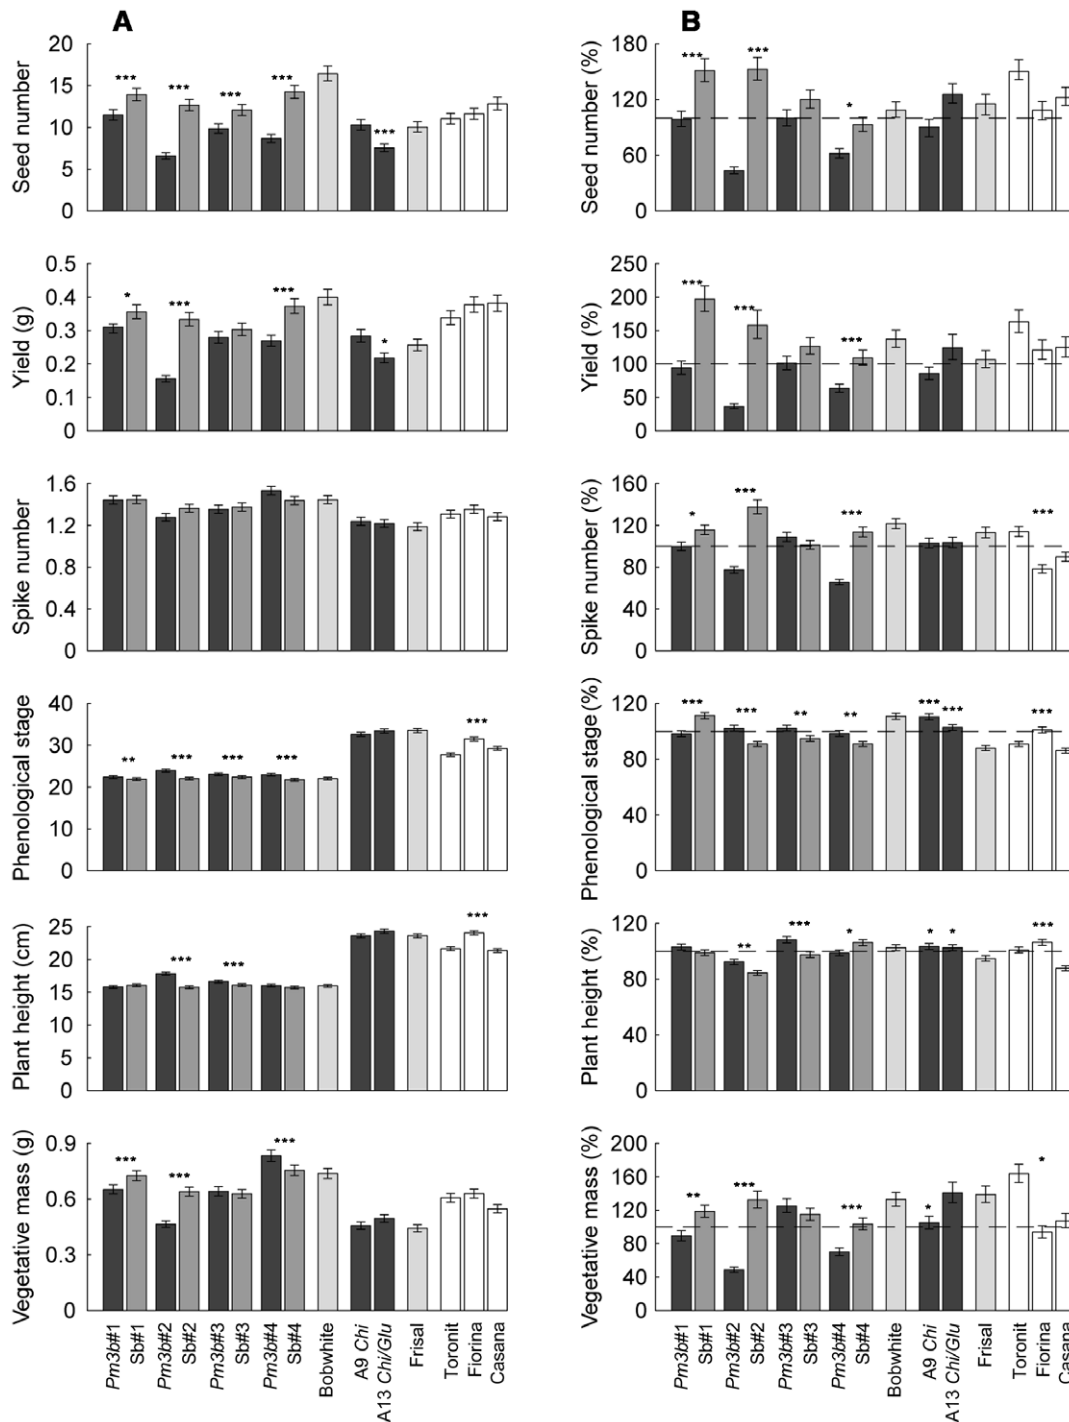 A
Seed number
20
15
10
5
0
*** *** *** *** ***
Yield (g)
0.5
0.4
0.3
0.2
0.1
0
* *** *** *
Spike number
1.6
1.2
0.8
0.4
0
Phenological stage
40
30
20
10
0
** *** *** *** ***
Plant height (cm)
25
20
15
10
5
0
*** *** ***
Vegetative mass (g)
0.9
0.6
0.3
0
*** *** ***
Pm3b#1
Sb#1
Pm3b#2
Sb#2
Pm3b#3
Sb#3
Pm3b#4
Sb#4
Bobwhite
A9 Chi
A13 Chi/Glu
Frisal
Toronit
Fiorina
Casana
B
Seed number (%)
180
120
60
0
*** *** *
Yield (%)
250
200
150
100
50
0
*** *** ***
Spike number (%)
160
120
80
40
0
* *** *** ***
Phenological stage (%)
120
80
40
0
*** *** ** ** *** *** ***
Plant height (%)
120
80
40
0
** *** * * * ***
Vegetative mass (%)
200
160
120
80
40
0
** *** *** * *
Pm3b#1
Sb#1
Pm3b#2
Sb#2
Pm3b#3
Sb#3
Pm3b#4
Sb#4
Bobwhite
A9 Chi
A13 Chi/Glu
Frisal
Toronit
Fiorina
Casana